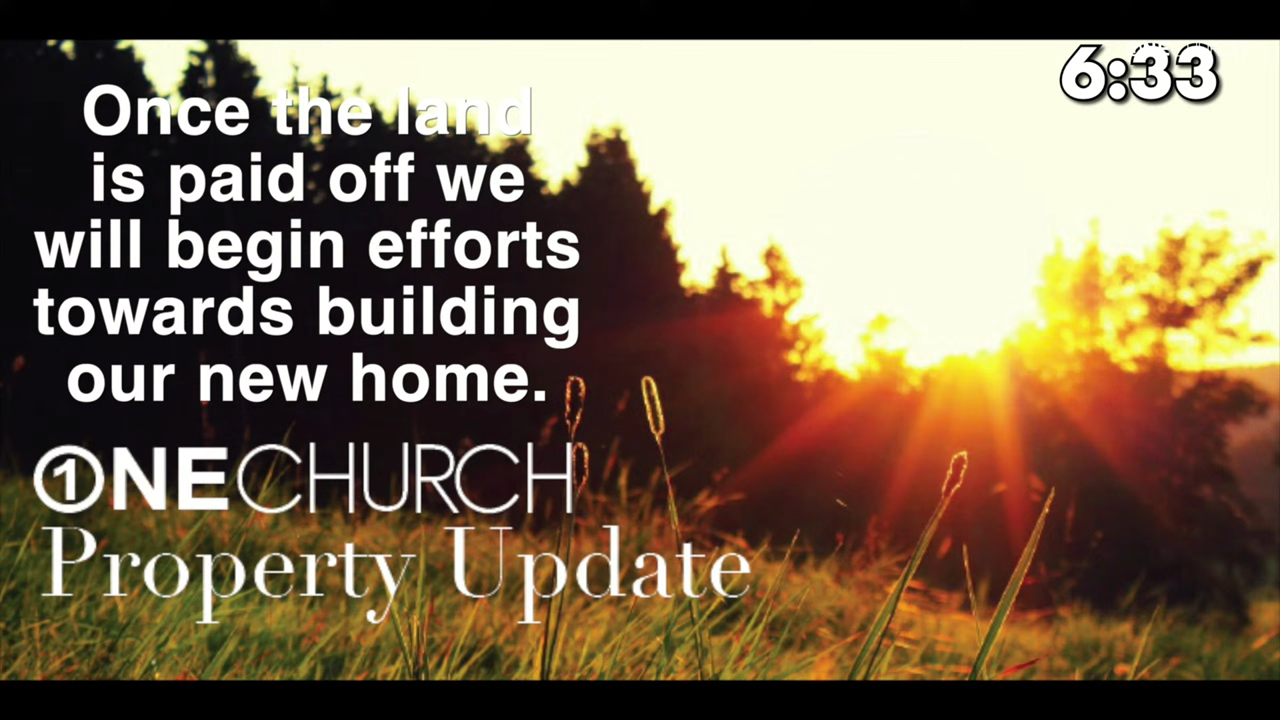 6:33
Once the land
is paid off we
will begin efforts
towards building
our new home.
①NECHURCH
Property Update